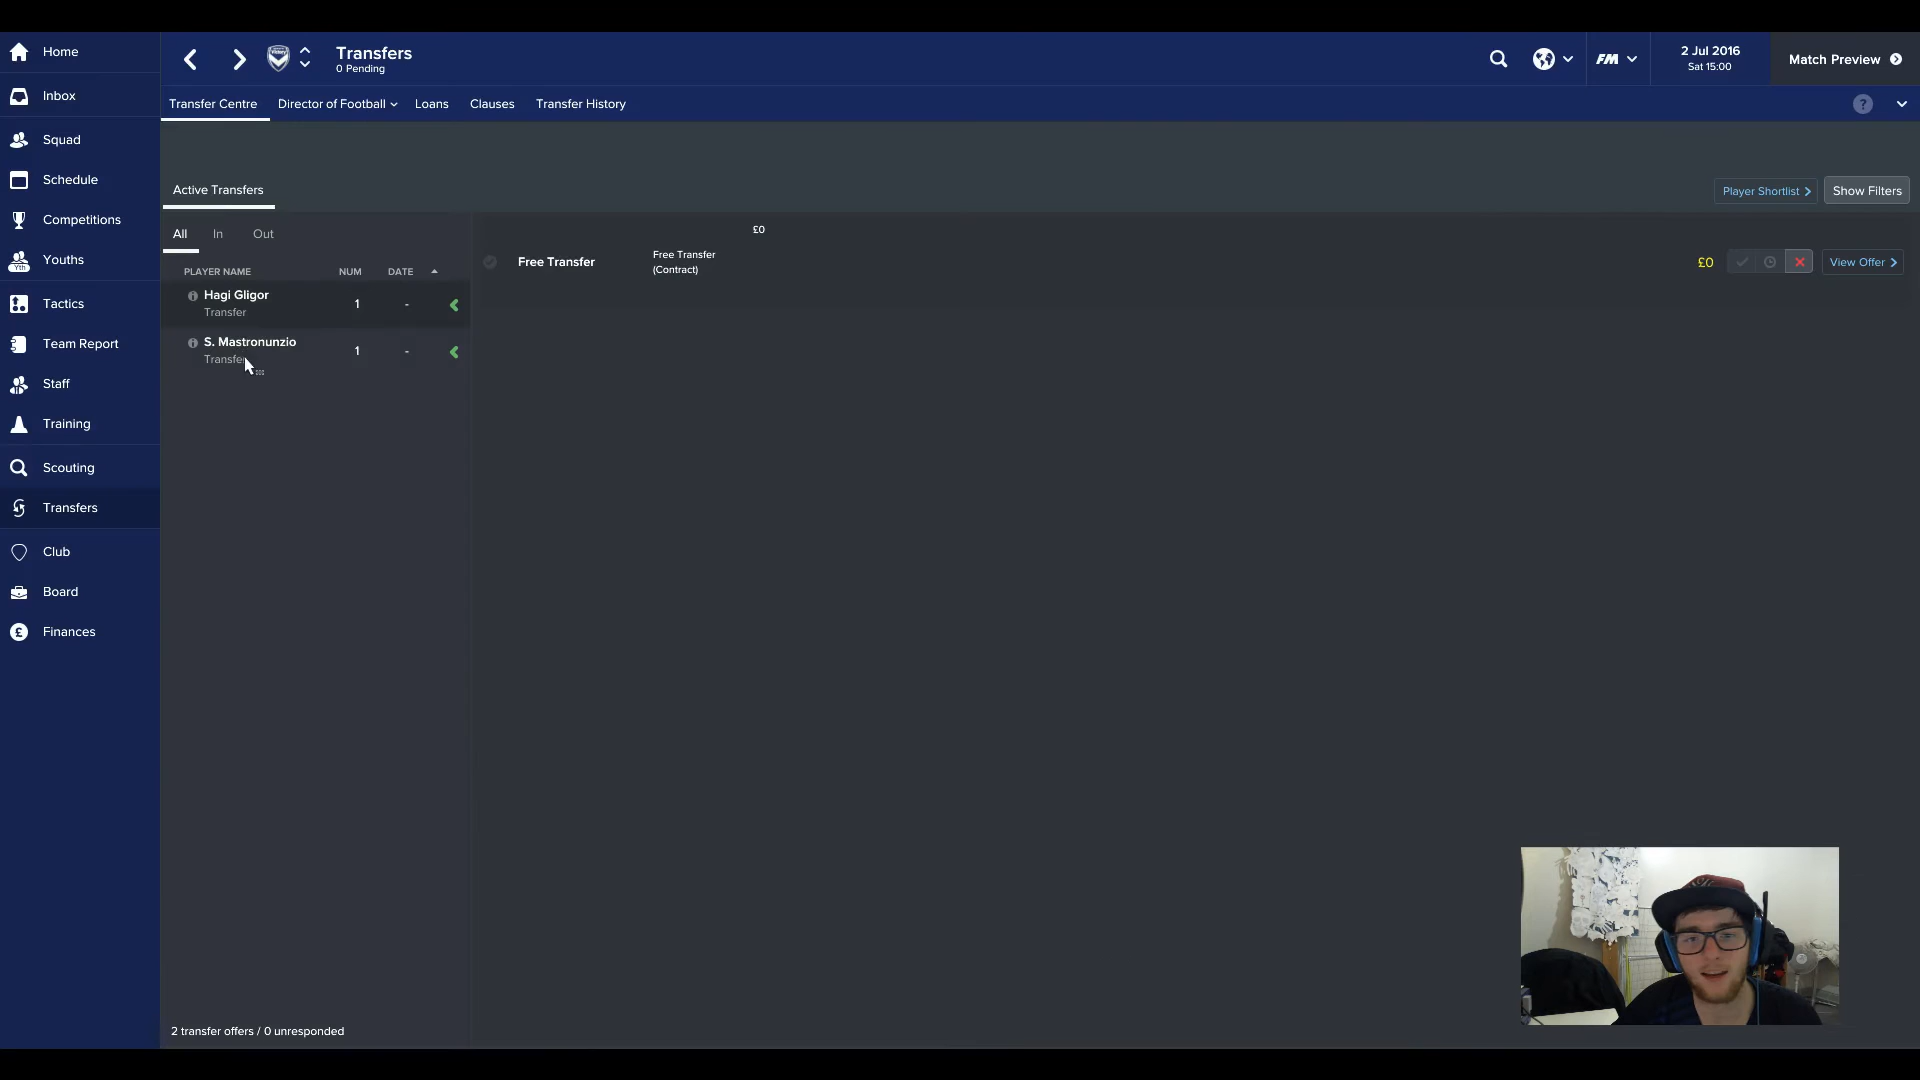 Home
Inbox
Squad
Schedule
Competitions
Youths
Yth
Tactics
Team Report
Staff
Training
Scouting
Transfers
Club
Board
Finances
Transfers
0 Pending
FM
2 Jul 2016
Sat 15:00
Match Preview
Transfer Centre
Director of Football
Loans
Clauses
Transfer History
?
Active Transfers
Player Shortlist
Show Filters
All
In
Out
PLAYER NAME
NUM
DATE
Hagi Gligor
Transfer
1
-
S. Mastronunzio
Transfer
1
-
£0
Free Transfer
Free Transfer
(Contract)
£0
View Offer
2 transfer offers / 0 unresponded